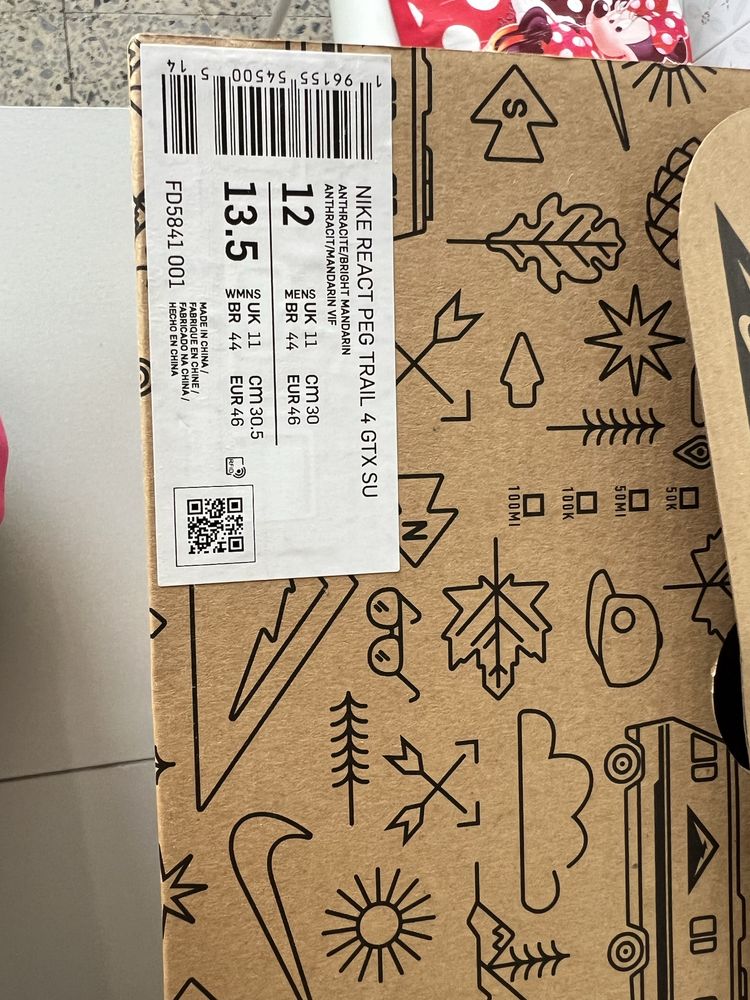 NIKE REACT PEG TRAIL 4 GTX SU
ANTHRACITE/BRIGHT MANDARIN
ANTHRACIT/MANDARIN VIF
12
MENS UK 11 cm 30
BR 44 EUR 46
13.5
WMNS UK 11 cm 30.5
BR 44 EUR 46
FD5841 001
MADE IN CHINA /
FABRIQUE EN CHINE /
FABRICADO NA CHINA /
HECHO EN CHINA
RFID
1 96155 54500 5
14
S
N
50K
50MI
100K
100MI